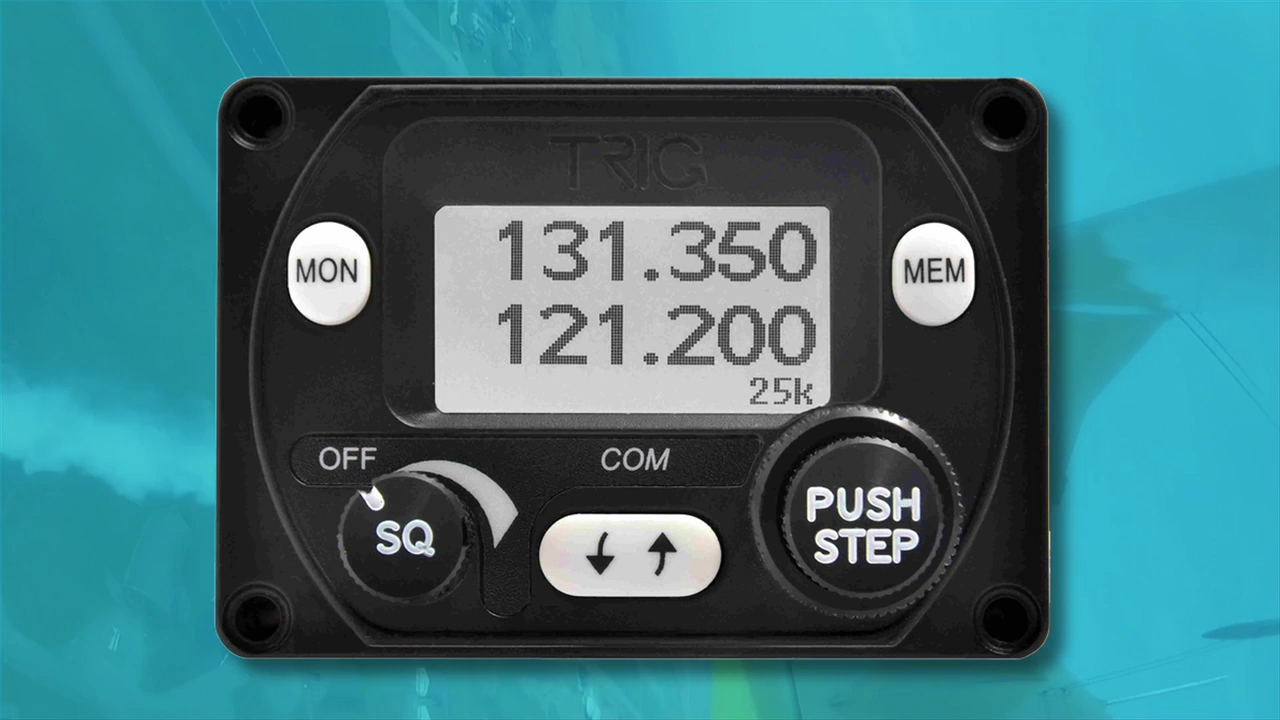 TRIG
131.350
121.200
25k
MON
MEM
OFF
COM
SQ
PUSH
STEP